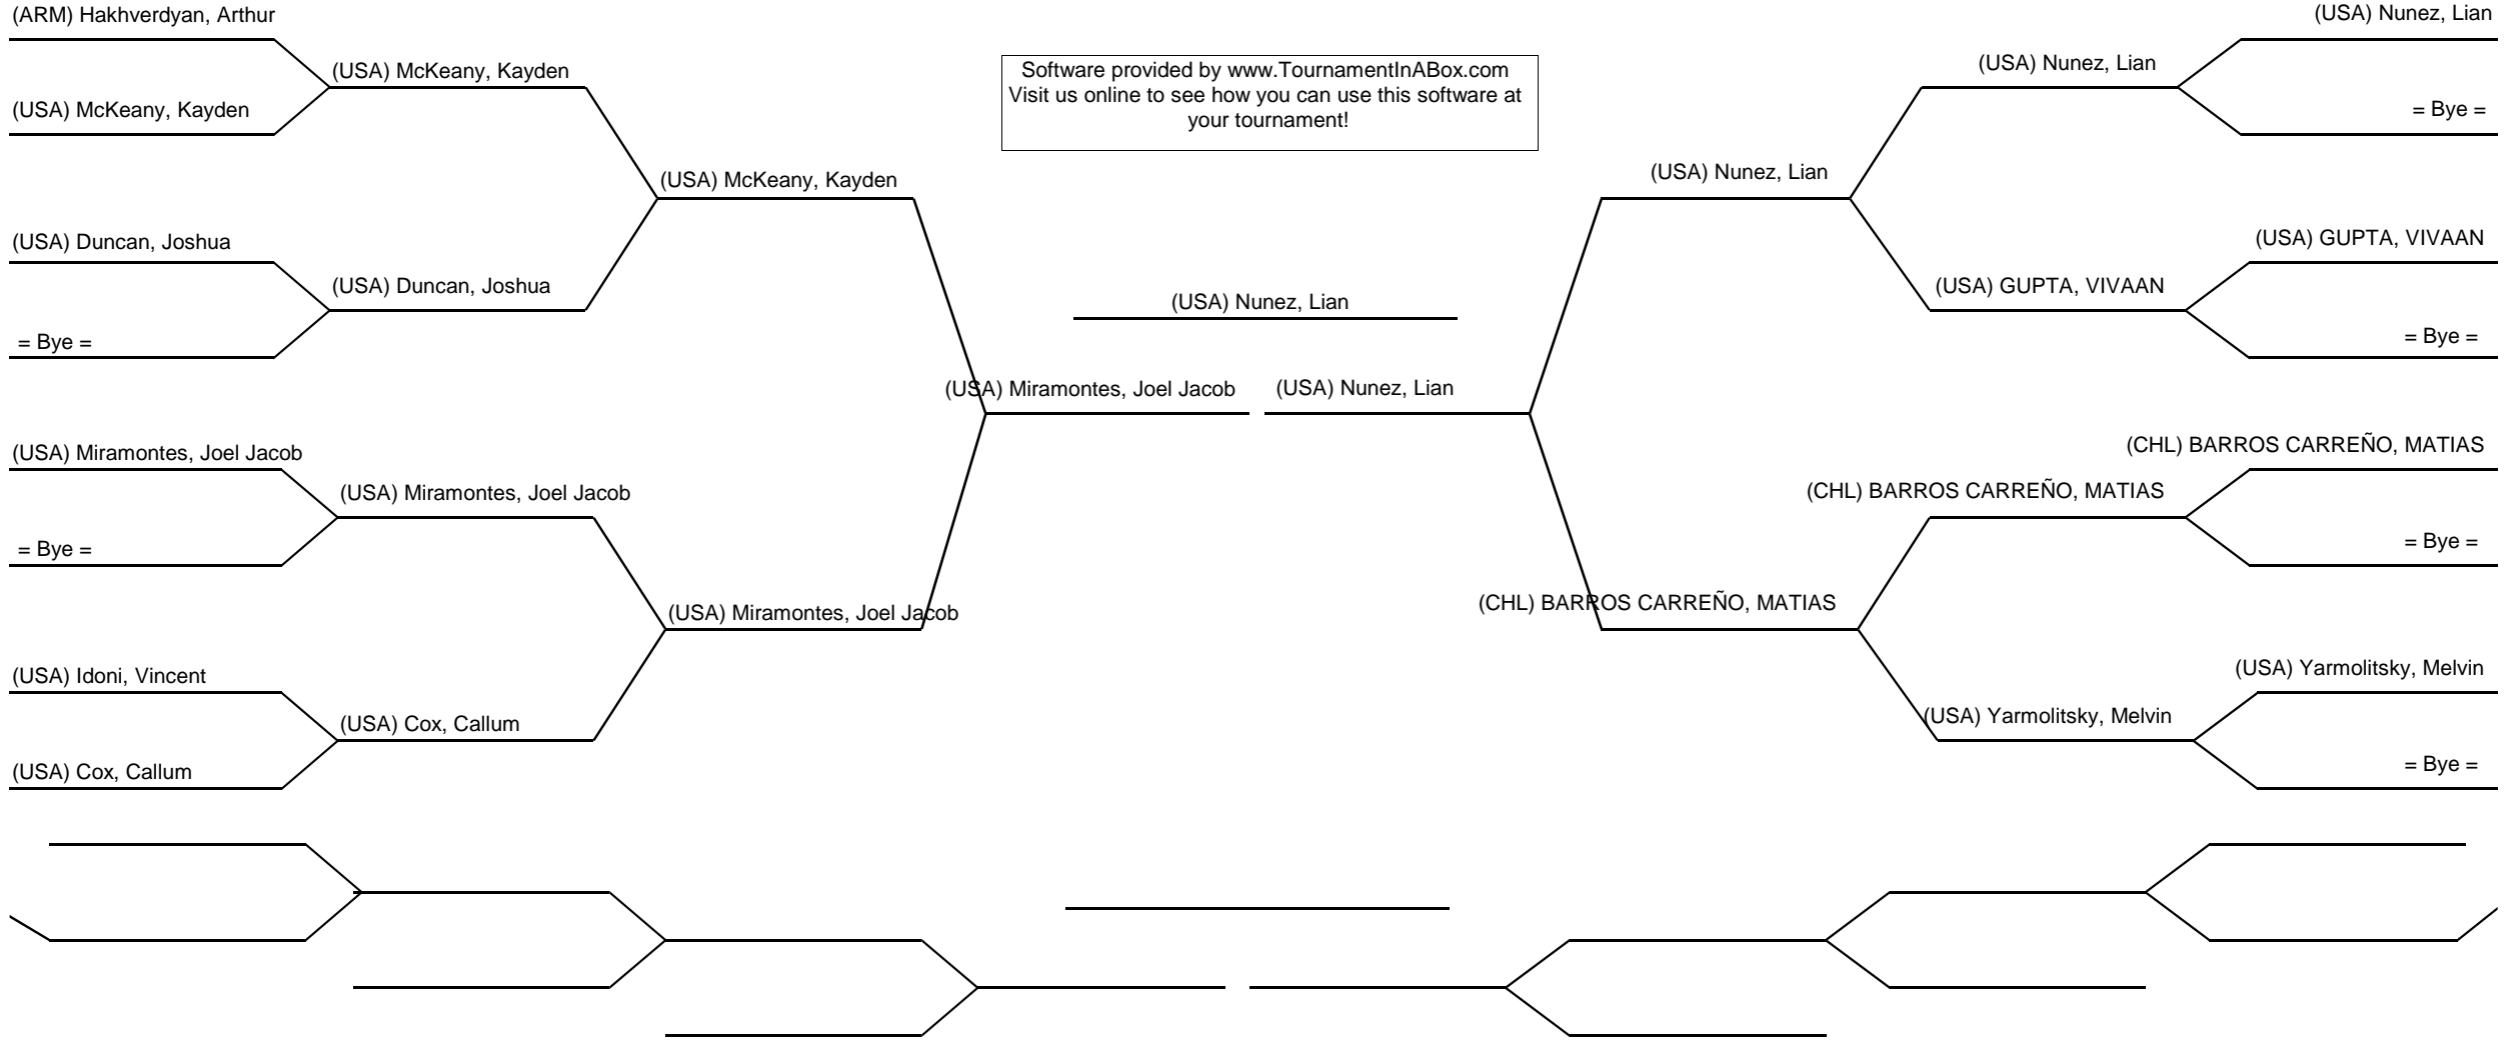 (ARM) Hakhverdyan, Arthur
(USA) McKeany, Kayden
(USA) McKeany, Kayden
(USA) Duncan, Joshua
(USA) Duncan, Joshua
= Bye =
(USA) McKeany, Kayden
(USA) Miramontes, Joel Jacob
(USA) Miramontes, Joel Jacob
= Bye =
(USA) Idoni, Vincent
(USA) Cox, Callum
(USA) Cox, Callum
(USA) Miramontes, Joel Jacob
(USA) Miramontes, Joel Jacob
Software provided by www.TournamentInABox.com
Visit us online to see how you can use this software at
your tournament!
(USA) Nunez, Lian
(USA) Nunez, Lian
(USA) Nunez, Lian
(USA) Nunez, Lian
(USA) Nunez, Lian
= Bye =
(USA) GUPTA, VIVAAN
(USA) GUPTA, VIVAAN
= Bye =
(CHL) BARROS CARREÑO, MATIAS
(CHL) BARROS CARREÑO, MATIAS
= Bye =
(CHL) BARROS CARREÑO, MATIAS
(USA) Yarmolitsky, Melvin
(USA) Yarmolitsky, Melvin
= Bye =